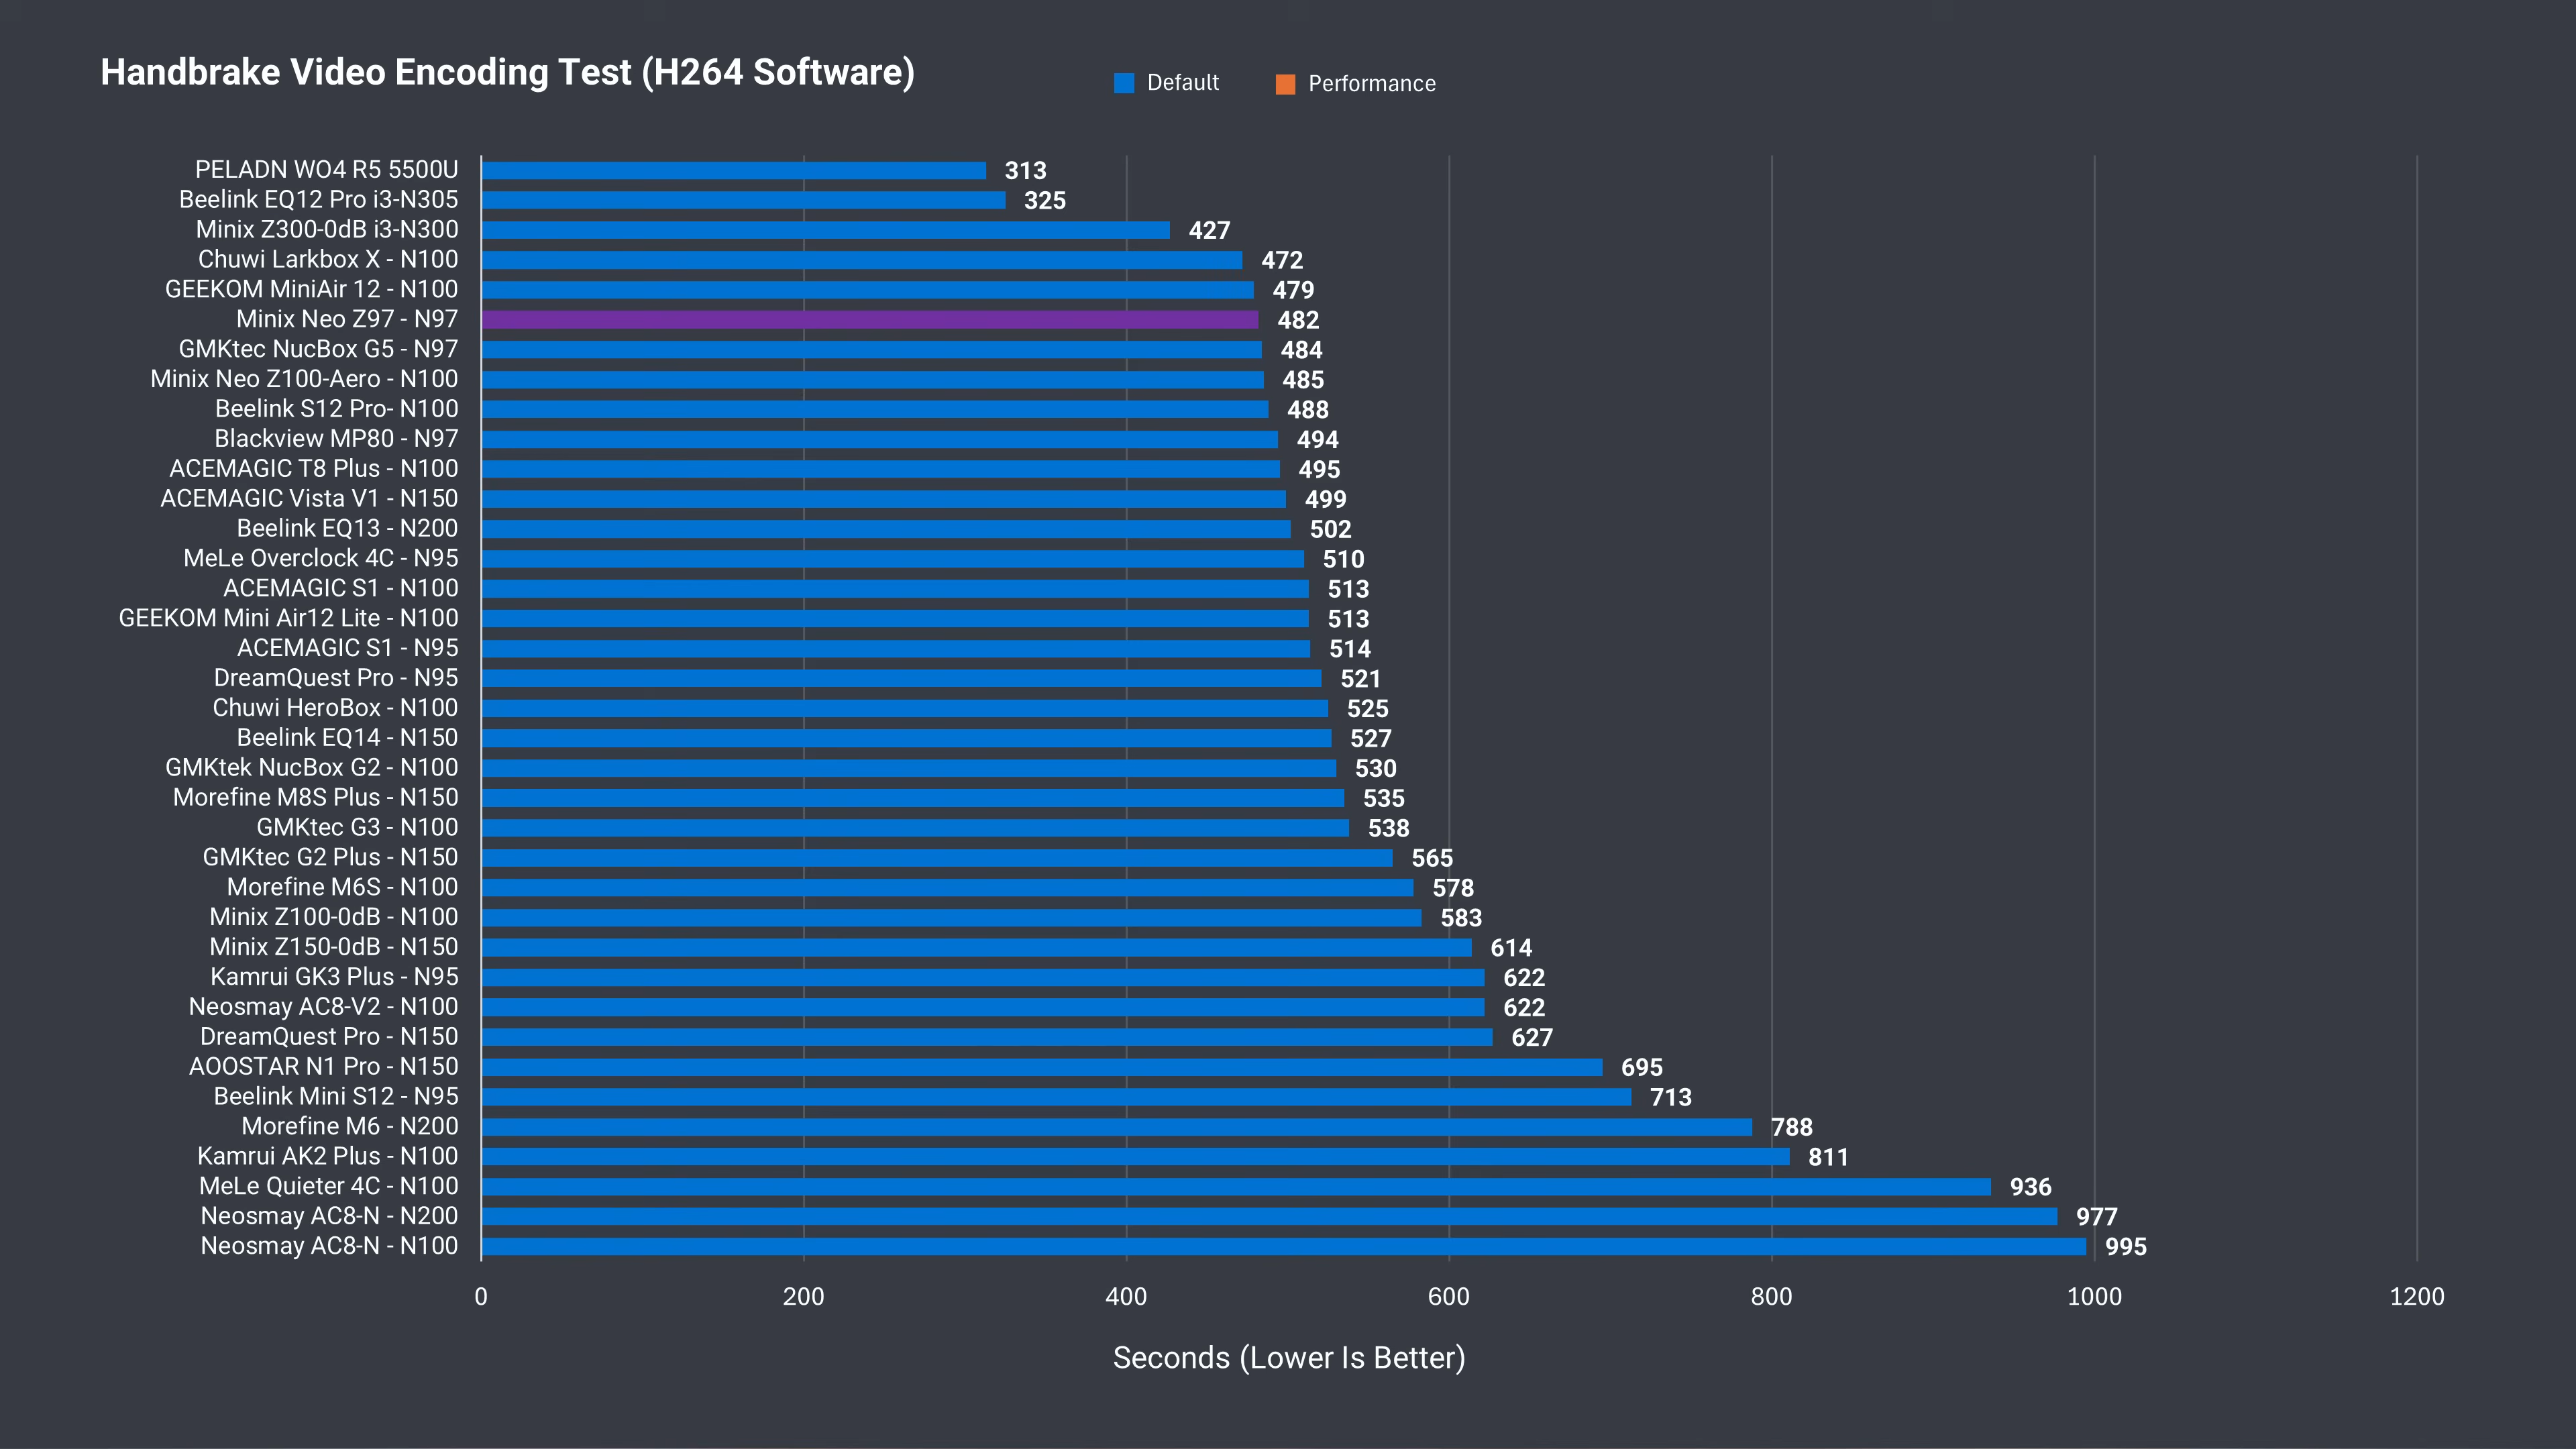 Handbrake Video Encoding Test (H264 Software)
Default
Performance
PELADN WO4 R5 5500U 313
Beelink EQ12 Pro i3-N305 325
Minix Z300-0dB i3-N300 427
Chuwi Larkbox X - N100 472
GEEKOM MiniAir 12 - N100 479
Minix Neo Z97 - N97 482
GMKtec NucBox G5 - N97 484
Minix Neo Z100-Aero - N100 485
Beelink S12 Pro- N100 488
Blackview MP80 - N97 494
ACEMAGIC T8 Plus - N100 495
ACEMAGIC Vista V1 - N150 499
Beelink EQ13 - N200 502
MeLe Overclock 4C - N95 510
ACEMAGIC S1 - N100 513
GEEKOM Mini Air12 Lite - N100 513
ACEMAGIC S1 - N95 514
DreamQuest Pro - N95 521
Chuwi HeroBox - N100 525
Beelink EQ14 - N150 527
GMKtek NucBox G2 - N100 530
Morefine M8S Plus - N150 535
GMKtec G3 - N100 538
GMKtec G2 Plus - N150 565
Morefine M6S - N100 578
Minix Z100-0dB - N100 583
Minix Z150-0dB - N150 614
Kamrui GK3 Plus - N95 622
Neosmay AC8-V2 - N100 622
DreamQuest Pro - N150 627
AOOSTAR N1 Pro - N150 695
Beelink Mini S12 - N95 713
Morefine M6 - N200 788
Kamrui AK2 Plus - N100 811
MeLe Quieter 4C - N100 936
Neosmay AC8-N - N200 977
Neosmay AC8-N - N100 995
0 200 400 600 800 1000 1200
Seconds (Lower Is Better)